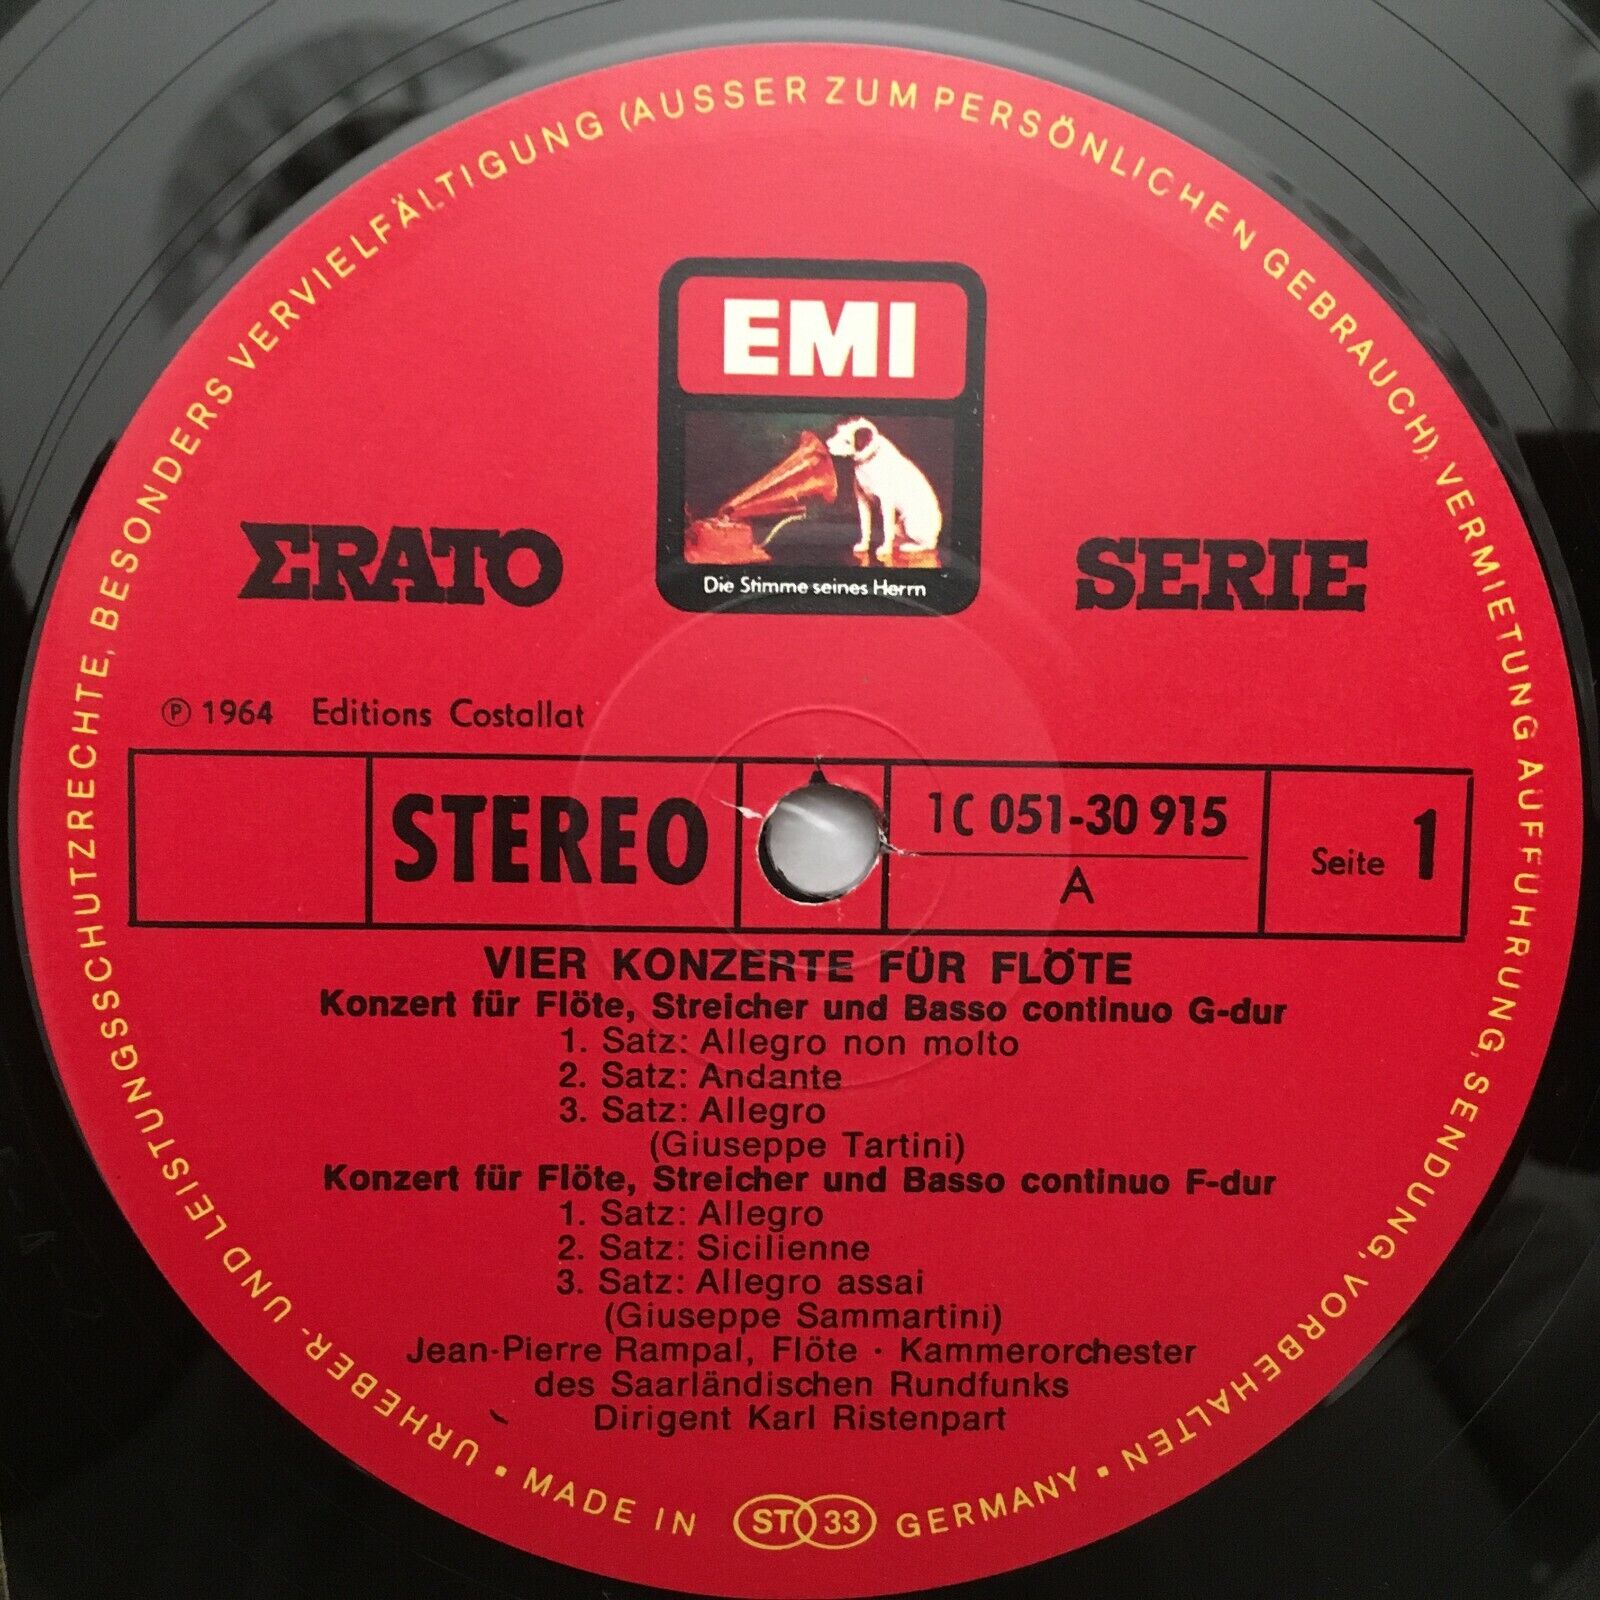 URHEBER- UND LEISTUNGSSCHUTZRECHTE, BESONDERS VERVIELFÄLTIGUNG (AUSSER ZUM PERSÖNLICHEN GEBRAUCH), VERMIETUNG AUFFÜHRUNG, SENDUNG, VORBEHALTEN •
EMI
Die Stimme seines Herrn
ΣRATO SERIE
℗ 1964 Editions Costallat
STEREO
1C 051-30 915
A
Seite 1
VIER KONZERTE FÜR FLÖTE
Konzert für Flöte, Streicher und Basso continuo G-dur
1. Satz: Allegro non molto
2. Satz: Andante
3. Satz: Allegro
(Giuseppe Tartini)
Konzert für Flöte, Streicher und Basso continuo F-dur
1. Satz: Allegro
2. Satz: Sicilienne
3. Satz: Allegro assai
(Giuseppe Sammartini)
Jean-Pierre Rampal, Flöte · Kammerorchester
des Saarländischen Rundfunks
Dirigent Karl Ristenpart
• MADE IN ST 33 GERMANY